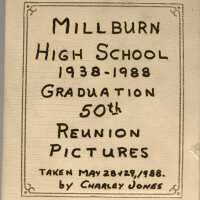 MILLBURN
HIGH SCHOOL
1938-1988
GRADUATION
50th
REUNION
PICTURES
TAKEN MAY 28+29, 1988.
by CHARLEY JONES